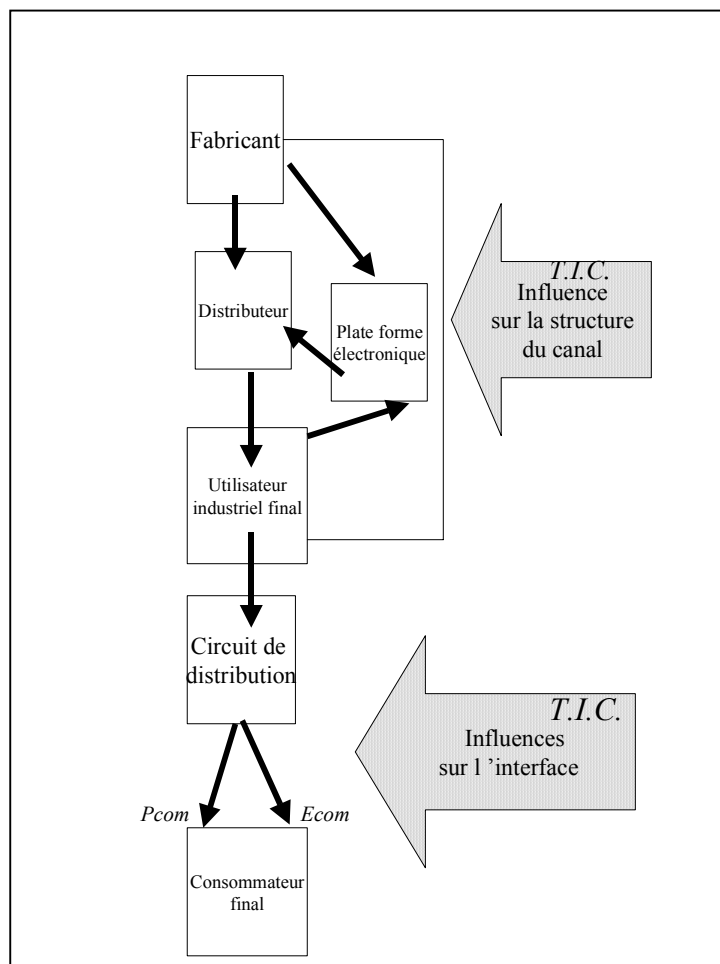 Fabricant
T.I.C.
Influence
sur la structure
du canal
Distributeur
Plate forme
électronique
Utilisateur
industriel final
Circuit de
distribution
T.I.C.
Influences
sur l ’interface
Pcom
Ecom
Consommateur
final